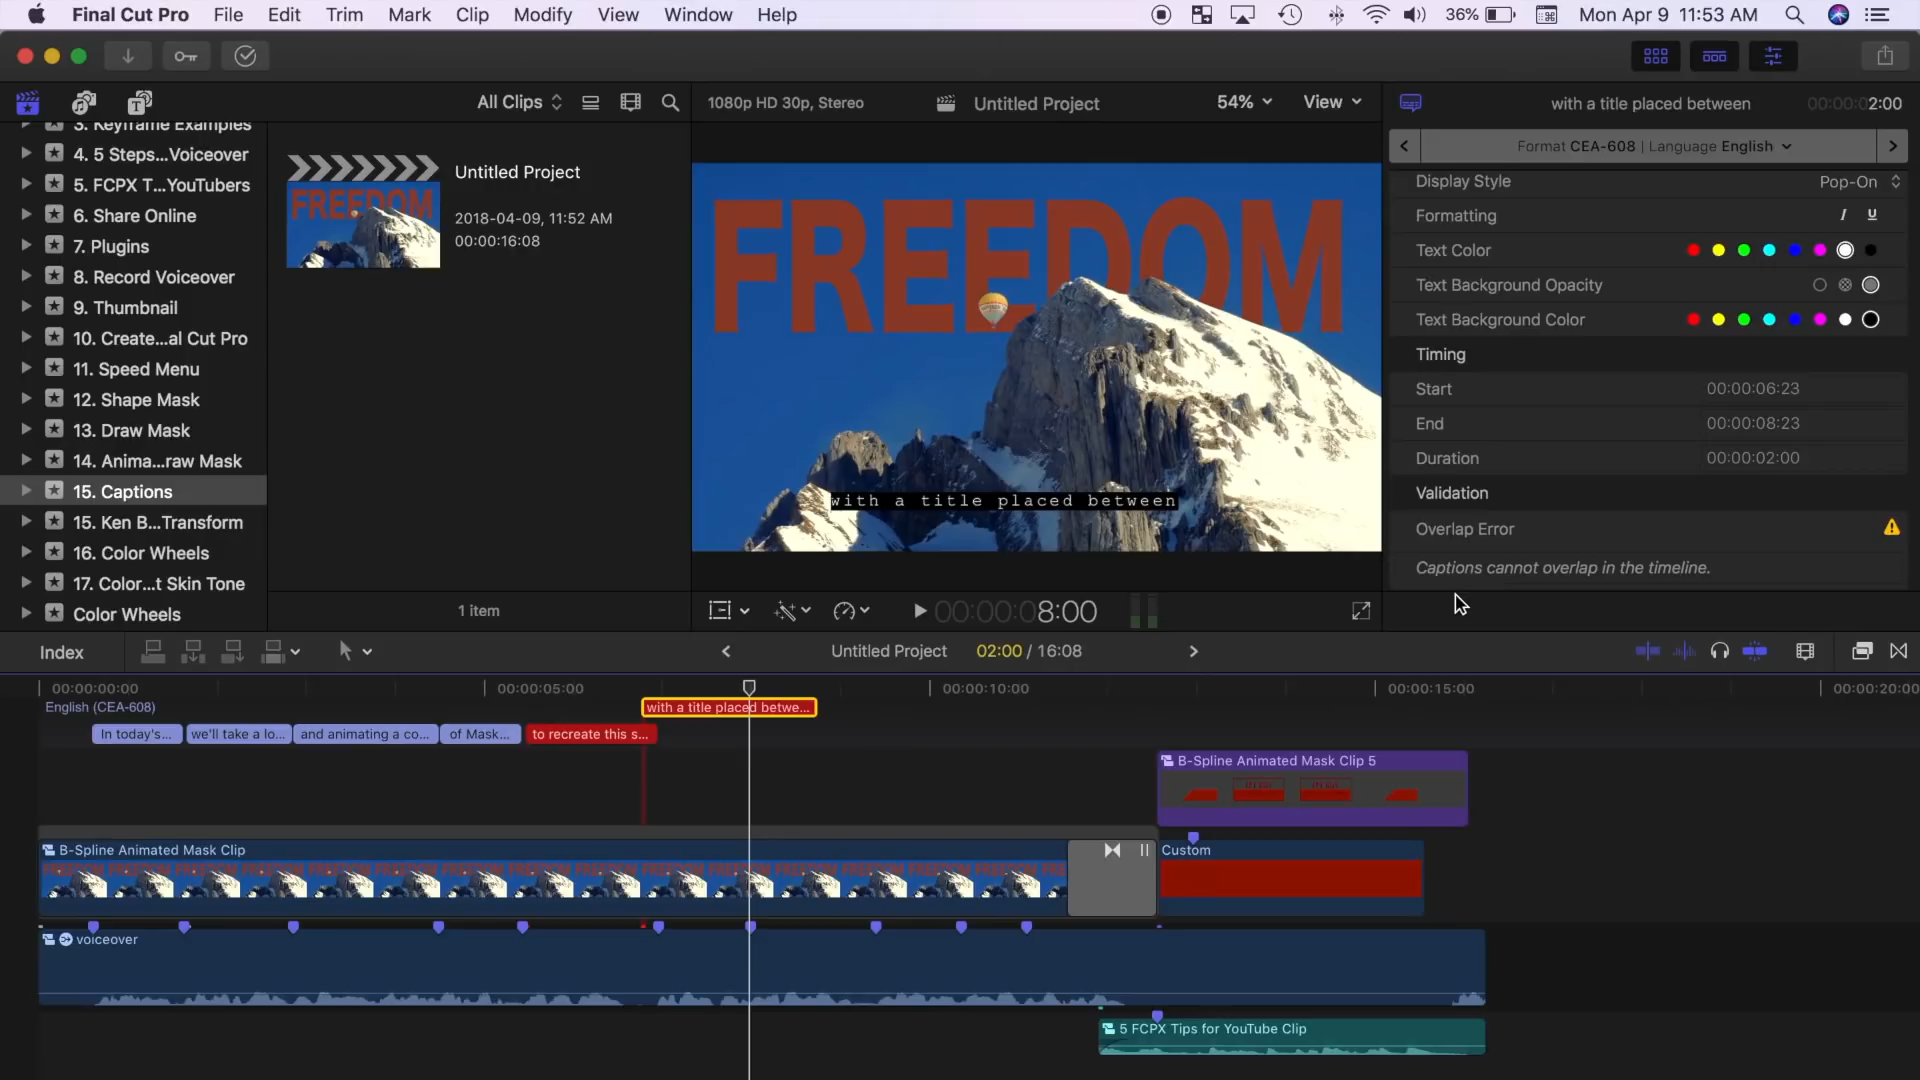 Final Cut Pro File Edit Trim Mark Clip Modify View Window Help 36% Mon Apr 9 11:53 AM
All Clips
1080p HD 30p, Stereo Untitled Project 54% View
with a title placed between 00:00:02:00
3. Keyframe Examples
4. 5 Steps...Voiceover
5. FCPX T...YouTubers
6. Share Online
7. Plugins
8. Record Voiceover
9. Thumbnail
10. Create...al Cut Pro
11. Speed Menu
12. Shape Mask
13. Draw Mask
14. Anima...raw Mask
15. Captions
15. Ken B...Transform
16. Color Wheels
17. Color...t Skin Tone
Color Wheels
FREEDOM
Untitled Project
2018-04-09, 11:52 AM
00:00:16:08
1 item
FREEDOM
with a title placed between
00:00:08:00
Format CEA-608 | Language English
Display Style Pop-On
Formatting I U
Text Color
Text Background Opacity
Text Background Color
Timing
Start 00:00:06:23
End 00:00:08:23
Duration 00:00:02:00
Validation
Overlap Error
Captions cannot overlap in the timeline.
Index Untitled Project 02:00 / 16:08
00:00:00:00 00:00:05:00 00:00:10:00 00:00:15:00 00:00:20:00
English (CEA-608) with a title placed betwe...
In today's... we'll take a lo... and animating a co... of Mask... to recreate this s...
B-Spline Animated Mask Clip 5
B-Spline Animated Mask Clip Custom
voiceover
5 FCPX Tips for YouTube Clip